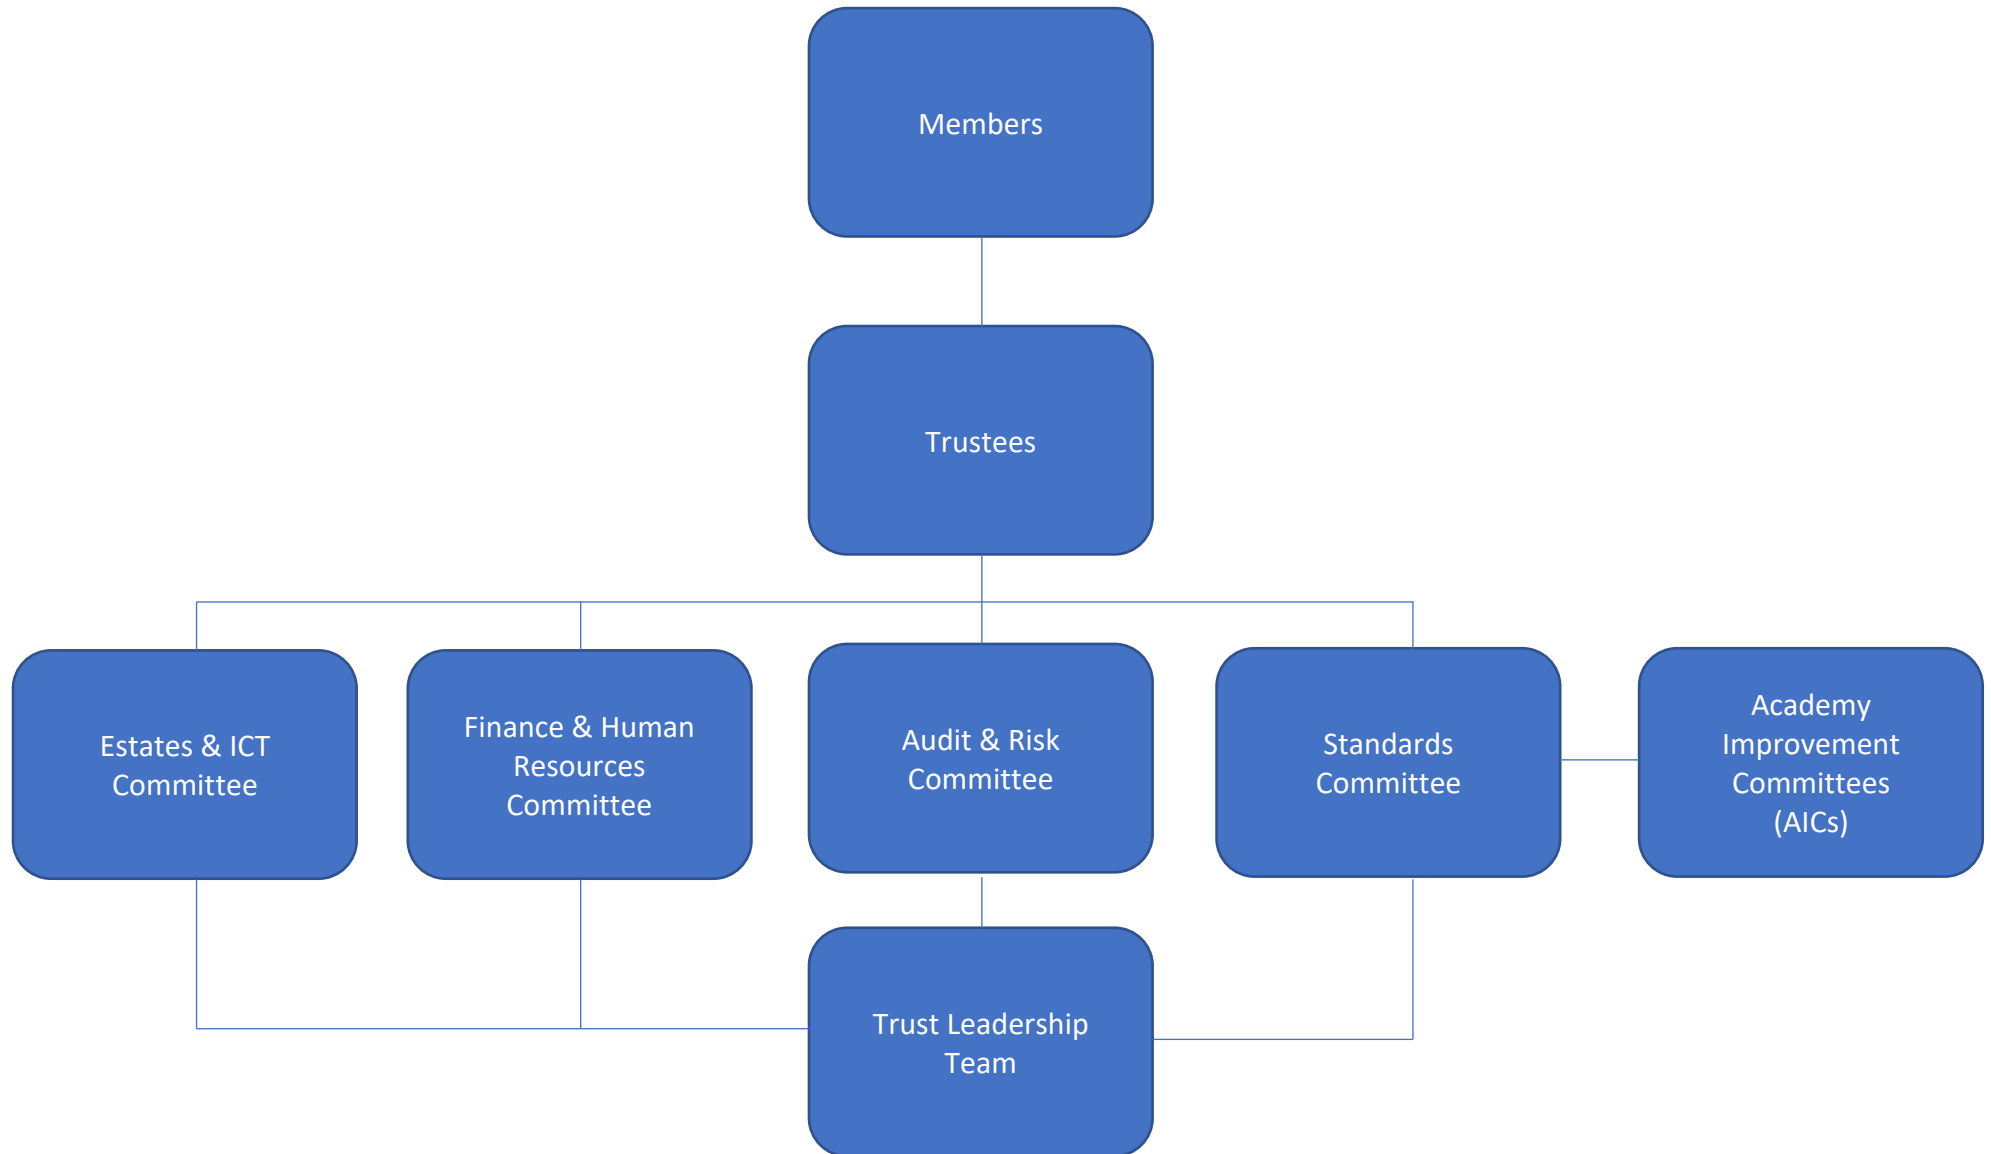 Members
Trustees
Estates & ICT
Committee
Finance & Human
Resources
Committee
Audit & Risk
Committee
Standards
Committee
Academy
Improvement
Committees
(AICs)
Trust Leadership
Team